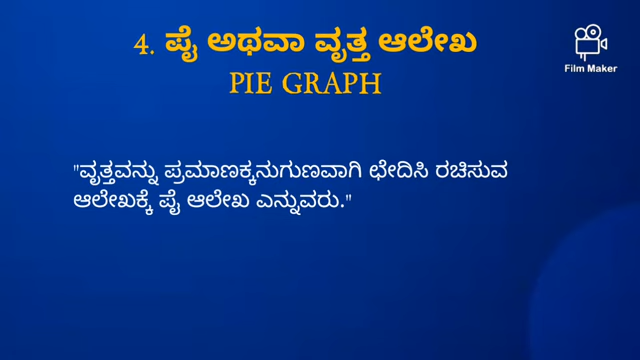 4. ಪೈ ಅಥವಾ ವೃತ್ತ ಆಲೇಖ
PIE GRAPH
Film Maker
"ವೃತ್ತವನ್ನು ಪ್ರಮಾಣಕ್ಕನುಗುಣವಾಗಿ ಛೇದಿಸಿ ರಚಿಸುವ
ಆಲೇಖಕ್ಕೆ ಪೈ ಆಲೇಖ ಎನ್ನುವರು."